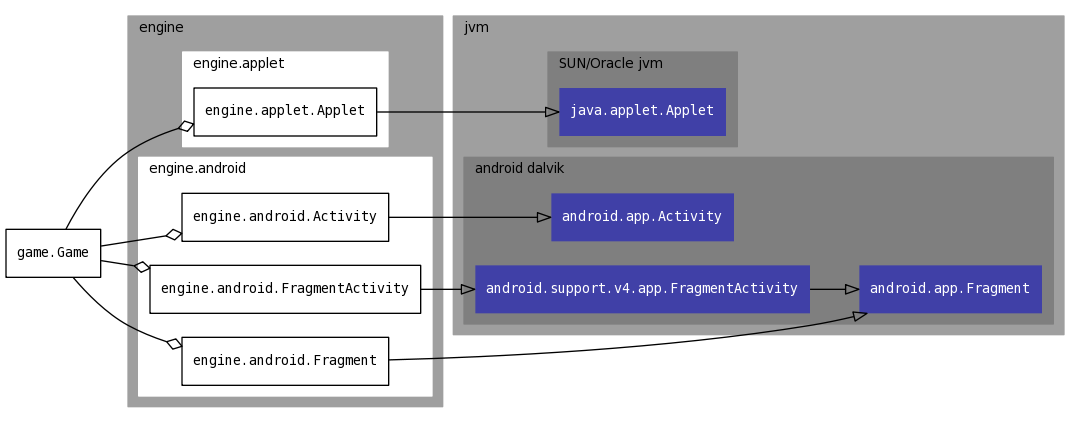 engine
jvm
engine.applet
SUN/Oracle jvm
engine.applet.Applet
java.applet.Applet
engine.android
android dalvik
engine.android.Activity
android.app.Activity
game.Game
engine.android.FragmentActivity
android.support.v4.app.FragmentActivity
android.app.Fragment
engine.android.Fragment